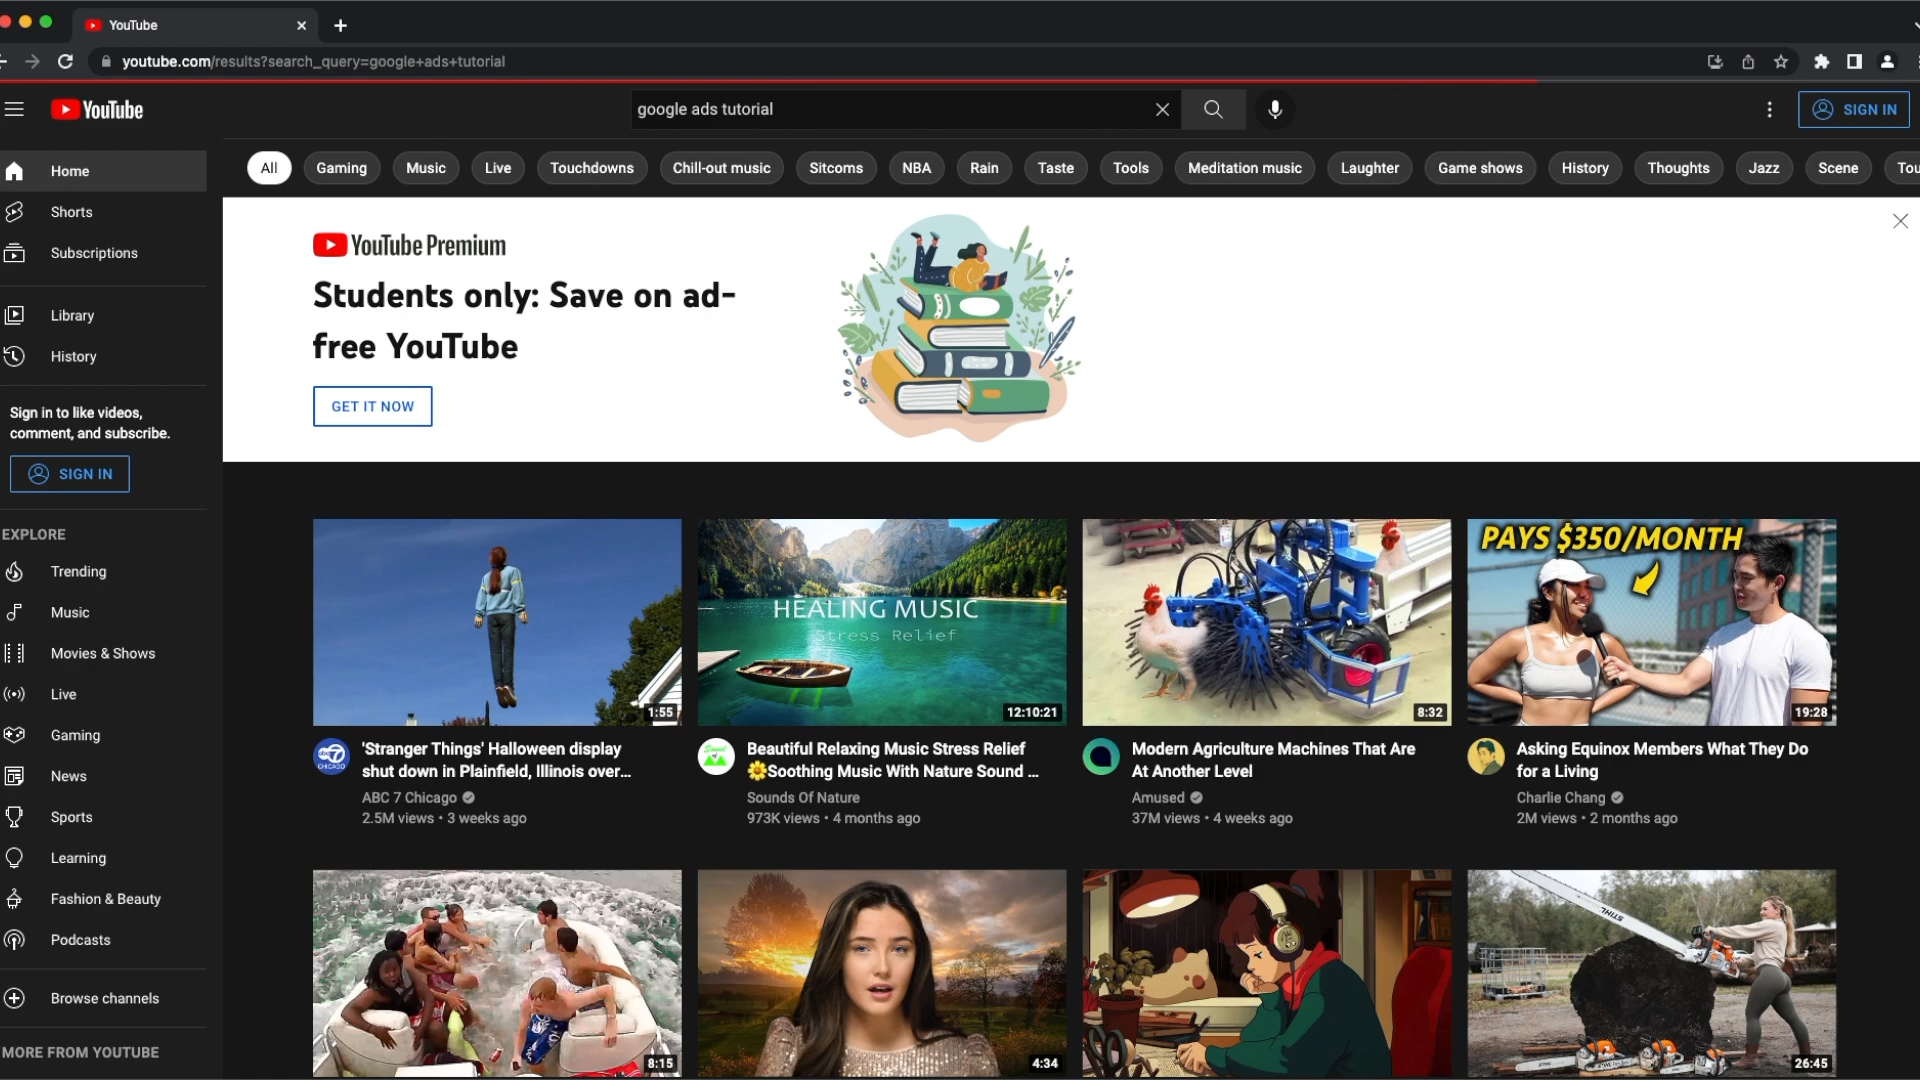 YouTube
youtube.com/results?search_query=google+ads+tutorial
YouTube
google ads tutorial
SIGN IN
All
Gaming
Music
Live
Touchdowns
Chill-out music
Sitcoms
NBA
Rain
Taste
Tools
Meditation music
Laughter
Game shows
History
Thoughts
Jazz
Scene
Tou
Home
Shorts
Subscriptions
Library
History
Sign in to like videos,
comment, and subscribe.
SIGN IN
EXPLORE
Trending
Music
Movies & Shows
Live
Gaming
News
Sports
Learning
Fashion & Beauty
Podcasts
Browse channels
MORE FROM YOUTUBE
YouTube Premium
Students only: Save on ad-
free YouTube
GET IT NOW
1:55
HEALING MUSIC
Stress Relief
12:10:21
8:32
PAYS $350/MONTH
19:28
7
CHICAGO
'Stranger Things' Halloween display
shut down in Plainfield, Illinois over...
ABC 7 Chicago
2.5M views • 3 weeks ago
Beautiful Relaxing Music Stress Relief
🌼Soothing Music With Nature Sound ...
Sounds Of Nature
973K views • 4 months ago
Modern Agriculture Machines That Are
At Another Level
Amused
37M views • 4 weeks ago
Asking Equinox Members What They Do
for a Living
Charlie Chang
2M views • 2 months ago
8:15
4:34
STIHL
26:45